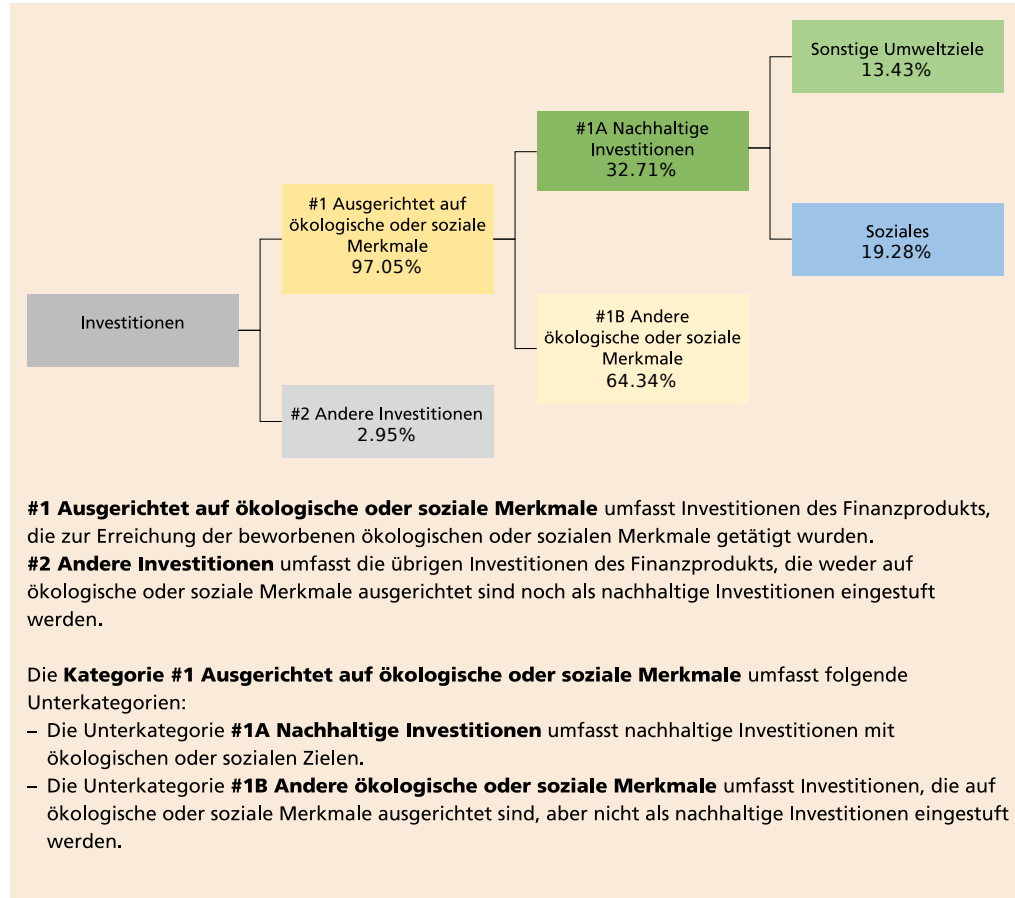 Sonstige Umweltziele
13.43%
#1A Nachhaltige
Investitionen
32.71%
#1 Ausgerichtet auf
ökologische oder soziale
Merkmale
97.05%
Soziales
19.28%
Investitionen
#1B Andere
ökologische oder soziale
Merkmale
64.34%
#2 Andere Investitionen
2.95%
#1 Ausgerichtet auf ökologische oder soziale Merkmale umfasst Investitionen des Finanzprodukts,
die zur Erreichung der beworbenen ökologischen oder sozialen Merkmale getätigt wurden.
#2 Andere Investitionen umfasst die übrigen Investitionen des Finanzprodukts, die weder auf
ökologische oder soziale Merkmale ausgerichtet sind noch als nachhaltige Investitionen eingestuft
werden.
Die Kategorie #1 Ausgerichtet auf ökologische oder soziale Merkmale umfasst folgende
Unterkategorien:
– Die Unterkategorie #1A Nachhaltige Investitionen umfasst nachhaltige Investitionen mit
ökologischen oder sozialen Zielen.
– Die Unterkategorie #1B Andere ökologische oder soziale Merkmale umfasst Investitionen, die auf
ökologische oder soziale Merkmale ausgerichtet sind, aber nicht als nachhaltige Investitionen eingestuft
werden.